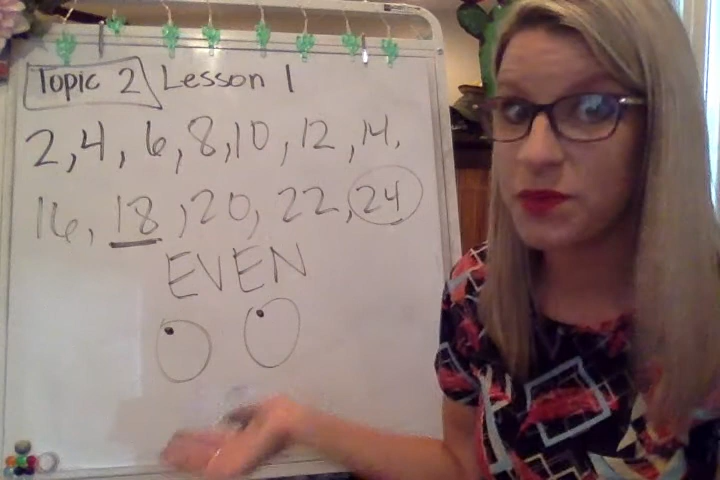 Topic 2 Lesson 1
2, 4, 6, 8, 10, 12, 14,
16, 18, 20, 22, 24
EVEN